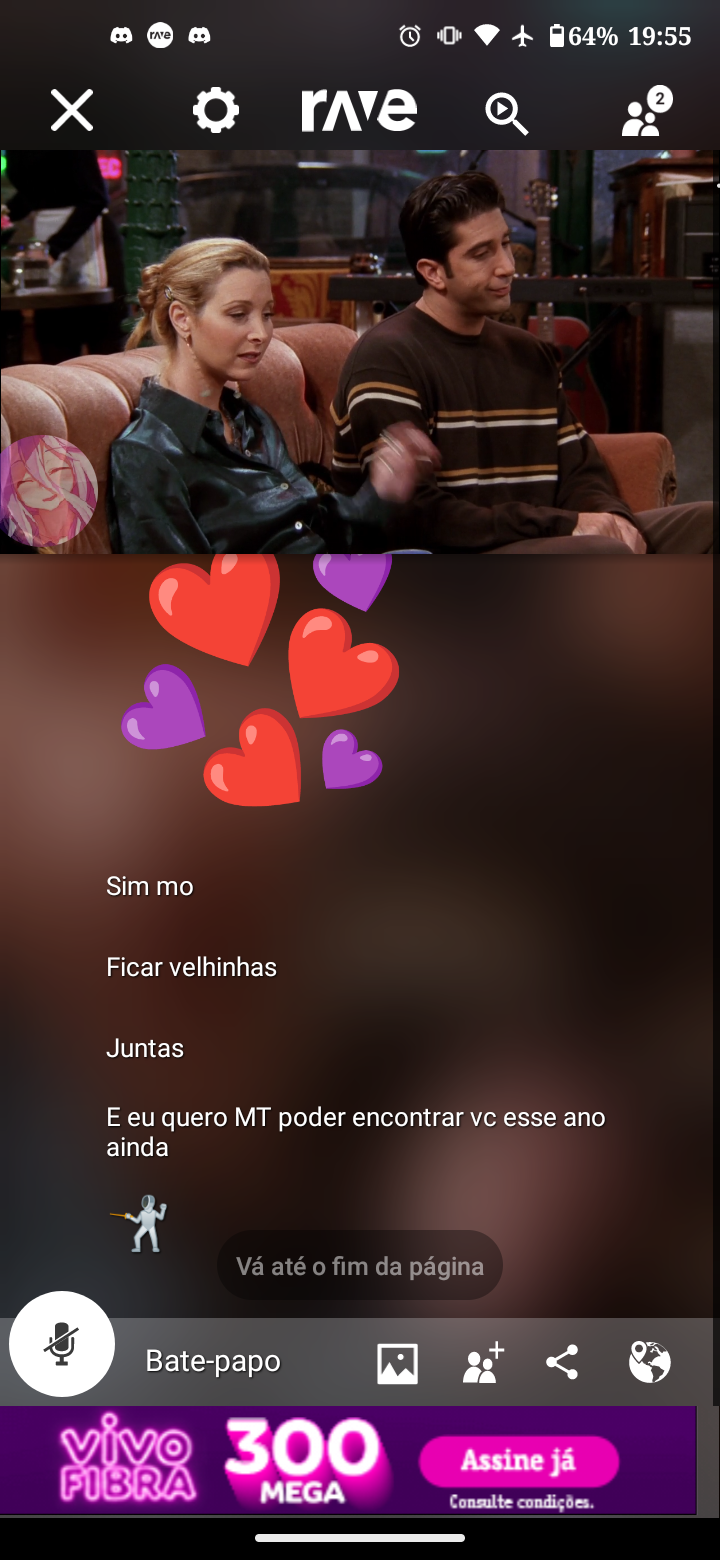 64% 19:55
rave
rave
2
Sim mo
Ficar velhinhas
Juntas
E eu quero MT poder encontrar vc esse ano
ainda
Vá até o fim da página
Bate-papo
vivo
FIBRA
300
MEGA
Assine já
Consulte condições.